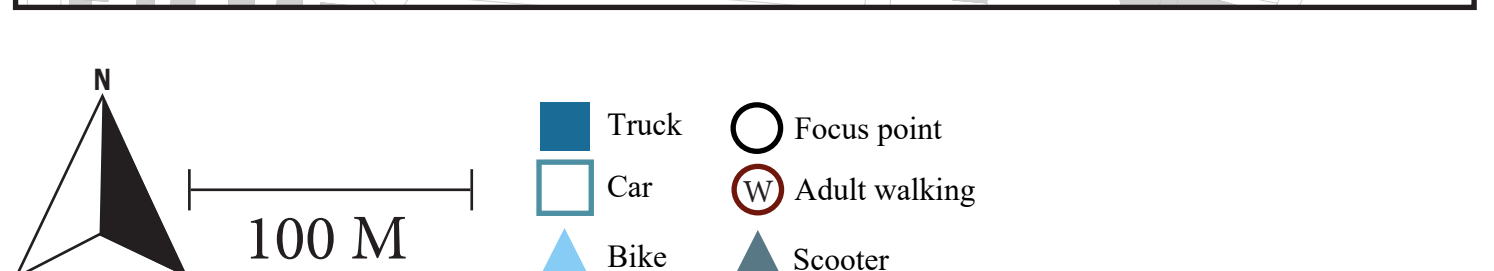 N
100 M
Truck
Car
Bike
Focus point
W Adult walking
Scooter